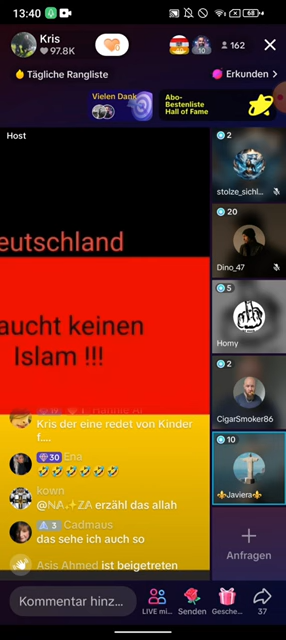 13:40
68
Kris
97.8K
10
162
Tägliche Rangliste
Erkunden
Vielen Dank
Abo-
Bestenliste
Hall of Fame
Host
2
stolze_sichl...
eutschland
20
Dino_47
aucht keinen
Islam !!!
5
Homy
2
CigarSmoker86
Kris der eine redet von Kinder
f....
30 Ena
🤣🤣🤣🤣🤣🤣
kown
@NA.₊ZA erzähl das allah
3 Cadmaus
das sehe ich auch so
Asis Ahmed ist beigetreten
10
⚜️Javiera⚜️
+
Anfragen
Kommentar hinz...
LIVE mi...
Senden
Gesche...
37